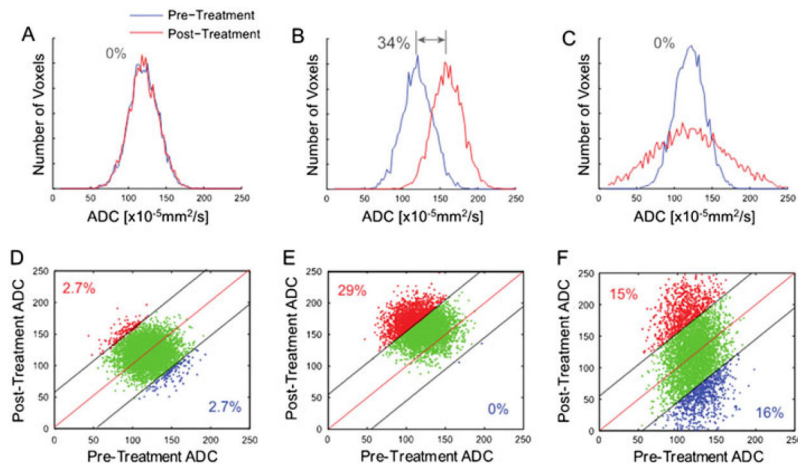 A
Pre-Treatment
Post-Treatment
0%
Number of Voxels
0 50 100 150 200 250
ADC [x10-5mm2/s]
B
34%
Number of Voxels
0 50 100 150 200 250
ADC [x10-5mm2/s]
C
0%
Number of Voxels
0 50 100 150 200 250
ADC [x10-5mm2/s]
D
250
200
150
100
50
0
Post-Treatment ADC
2.7%
2.7%
0 50 100 150 200 250
Pre-Treatment ADC
E
250
200
150
100
50
0
Post-Treatment ADC
29%
0%
0 50 100 150 200 250
Pre-Treatment ADC
F
250
200
150
100
50
0
Post-Treatment ADC
15%
16%
0 50 100 150 200 250
Pre-Treatment ADC